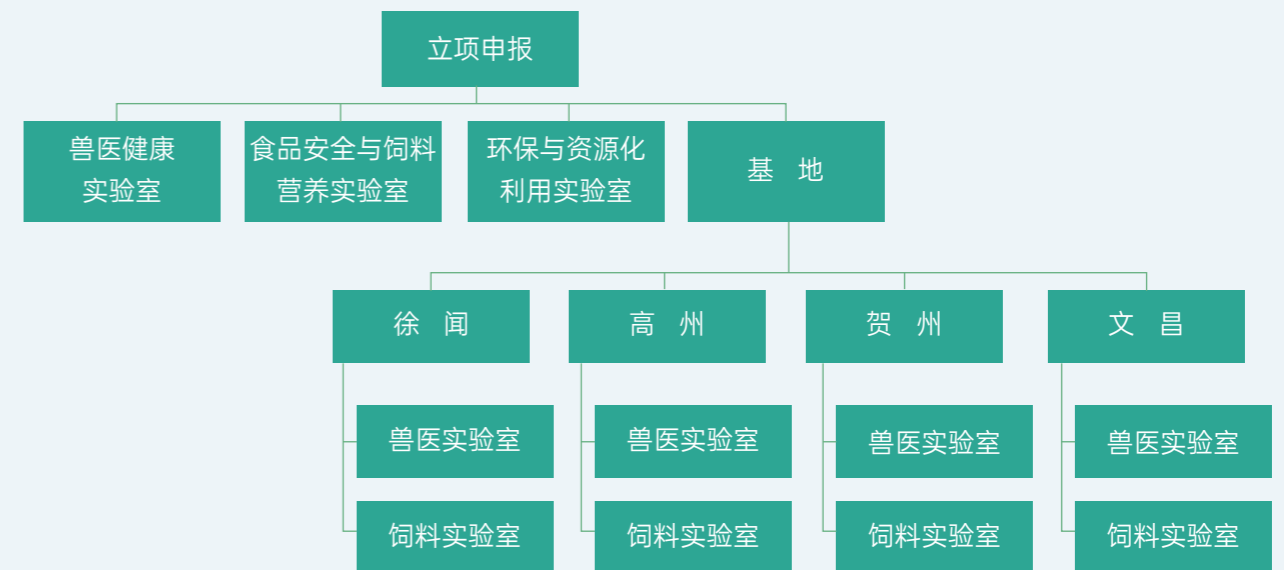 立项申报
兽医健康
实验室
食品安全与饲料
营养实验室
环保与资源化
利用实验室
基 地
徐 闻
高 州
贺 州
文 昌
兽医实验室
兽医实验室
兽医实验室
兽医实验室
饲料实验室
饲料实验室
饲料实验室
饲料实验室